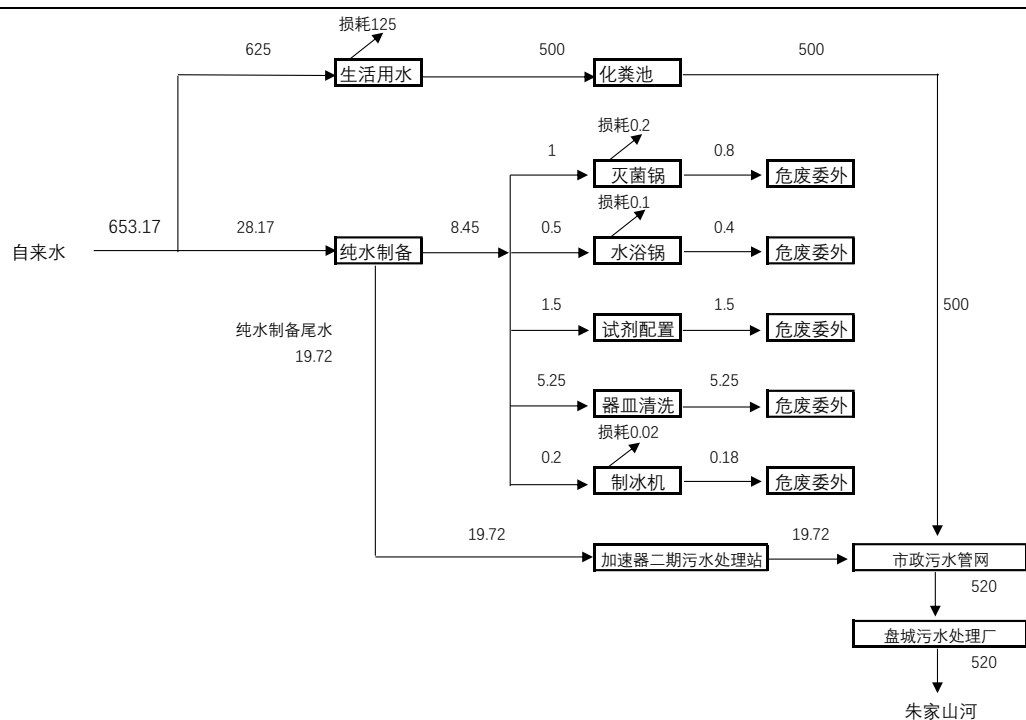 损耗125
625
500
500
生活用水
化粪池
损耗0.2
1
0.8
灭菌锅
危废委外
损耗0.1
653.17
28.17
8.45
0.5
0.4
自来水
纯水制备
水浴锅
危废委外
1.5
1.5
500
纯水制备尾水
试剂配置
危废委外
19.72
5.25
5.25
器皿清洗
危废委外
损耗0.02
0.2
0.18
制冰机
危废委外
19.72
19.72
加速器二期污水处理站
市政污水管网
520
盘城污水处理厂
520
朱家山河